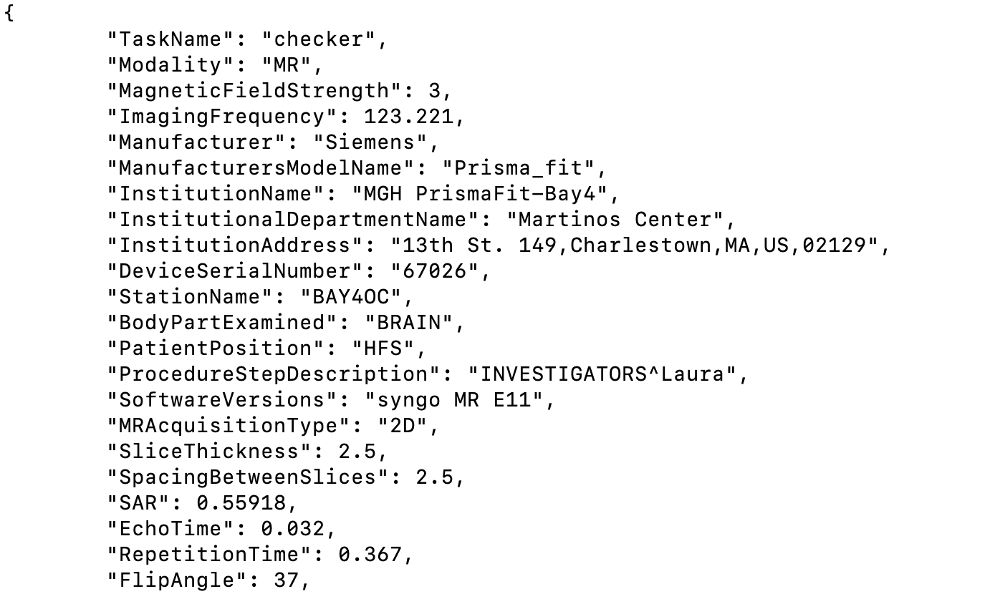 {
"TaskName": "checker",
"Modality": "MR",
"MagneticFieldStrength": 3,
"ImagingFrequency": 123.221,
"Manufacturer": "Siemens",
"ManufacturersModelName": "Prisma_fit",
"InstitutionName": "MGH PrismaFit-Bay4",
"InstitutionalDepartmentName": "Martinos Center",
"InstitutionAddress": "13th St. 149,Charlestown,MA,US,02129",
"DeviceSerialNumber": "67026",
"StationName": "BAY4OC",
"BodyPartExamined": "BRAIN",
"PatientPosition": "HFS",
"ProcedureStepDescription": "INVESTIGATORS^Laura",
"SoftwareVersions": "syngo MR E11",
"MRAcquisitionType": "2D",
"SliceThickness": 2.5,
"SpacingBetweenSlices": 2.5,
"SAR": 0.55918,
"EchoTime": 0.032,
"RepetitionTime": 0.367,
"FlipAngle": 37,